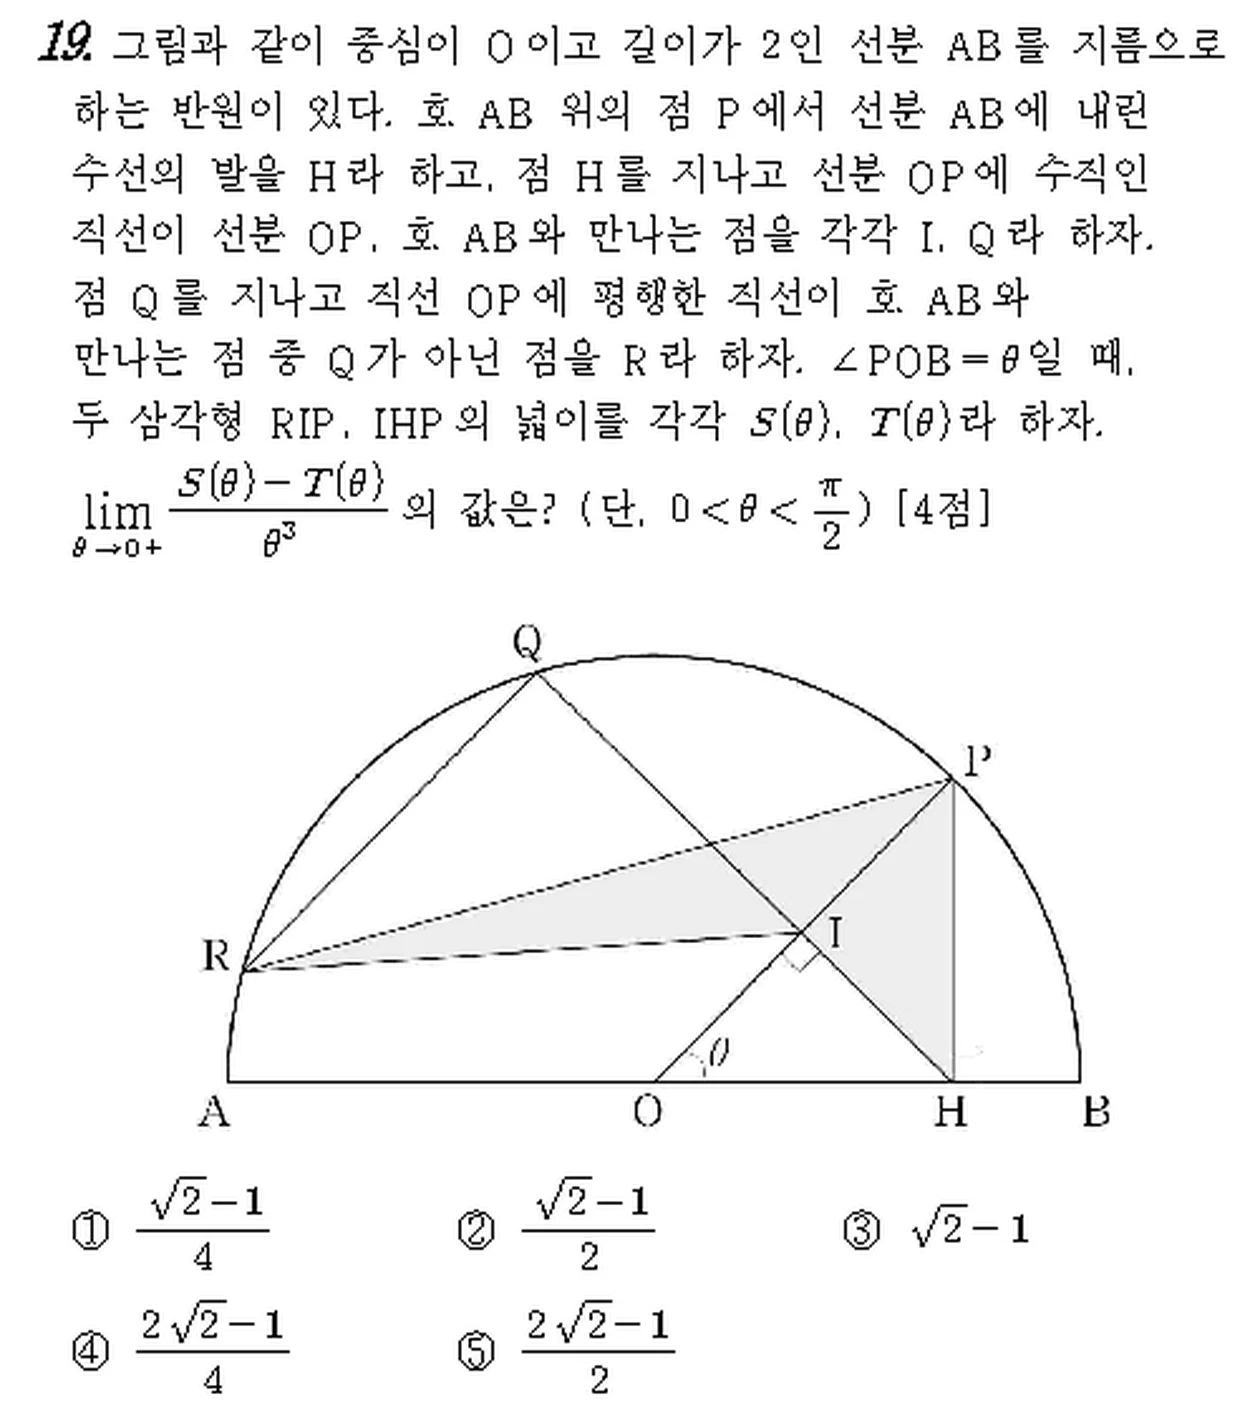 19. 그림과 같이 중심이 O이고 길이가 2인 선분 AB를 지름으로
하는 반원이 있다. 호 AB 위의 점 P에서 선분 AB에 내린
수선의 발을 H라 하고, 점 H를 지나고 선분 OP에 수직인
직선이 선분 OP, 호 AB와 만나는 점을 각각 I, Q라 하자.
점 Q를 지나고 직선 OP에 평행한 직선이 호 AB와
만나는 점 중 Q가 아닌 점을 R라 하자. ∠POB=θ일 때,
두 삼각형 RIP, IHP의 넓이를 각각 S(θ), T(θ)라 하자.
lim_{θ→0+} (S(θ)-T(θ))/θ³ 의 값은? (단, 0<θ<π/2) [4점]
Q
P
R
I
θ
A O H B
① (√2-1)/4 ② (√2-1)/2 ③ √2-1
④ (2√2-1)/4 ⑤ (2√2-1)/2